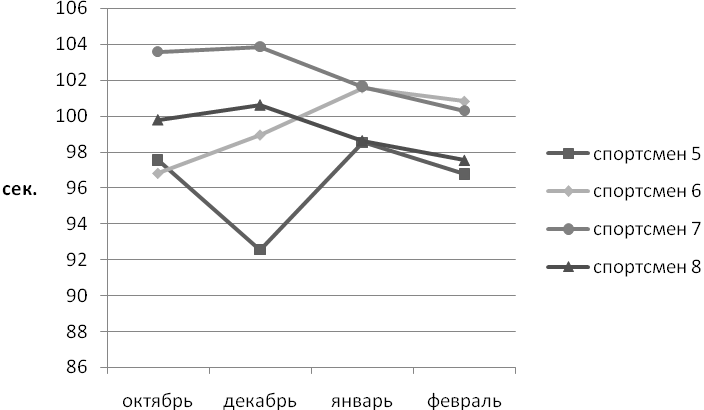 106
104
102
100
98
96
94
92
90
88
86
сек.
октябрь декабрь январь февраль
спортсмен 5
спортсмен 6
спортсмен 7
спортсмен 8